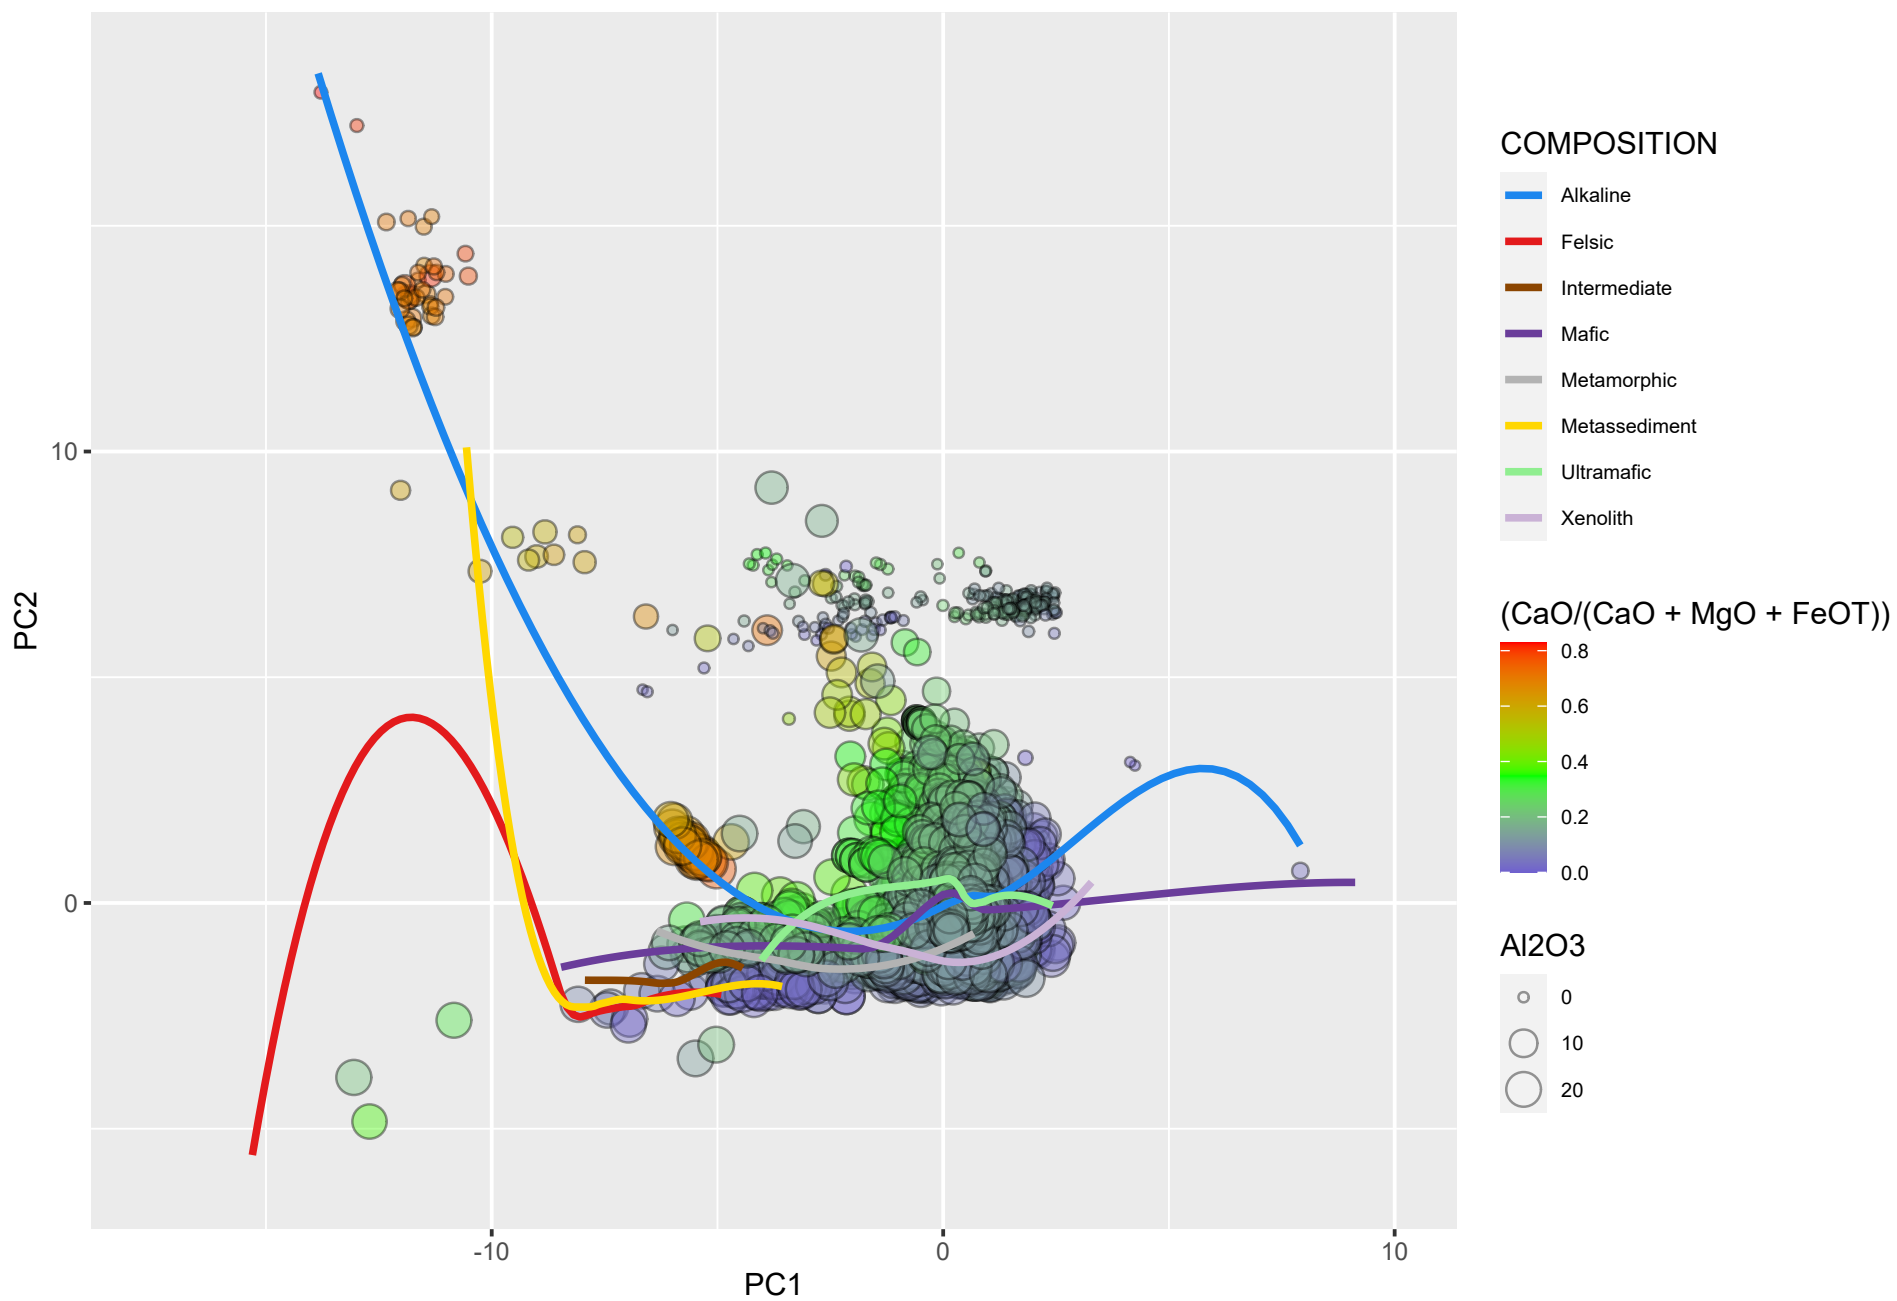 10
0
PC2
-10
0
10
PC1
COMPOSITION
Alkaline
Felsic
Intermediate
Mafic
Metamorphic
Metassediment
Ultramafic
Xenolith
(CaO/(CaO + MgO + FeOT))
0.8
0.6
0.4
0.2
0.0
Al2O3
0
10
20